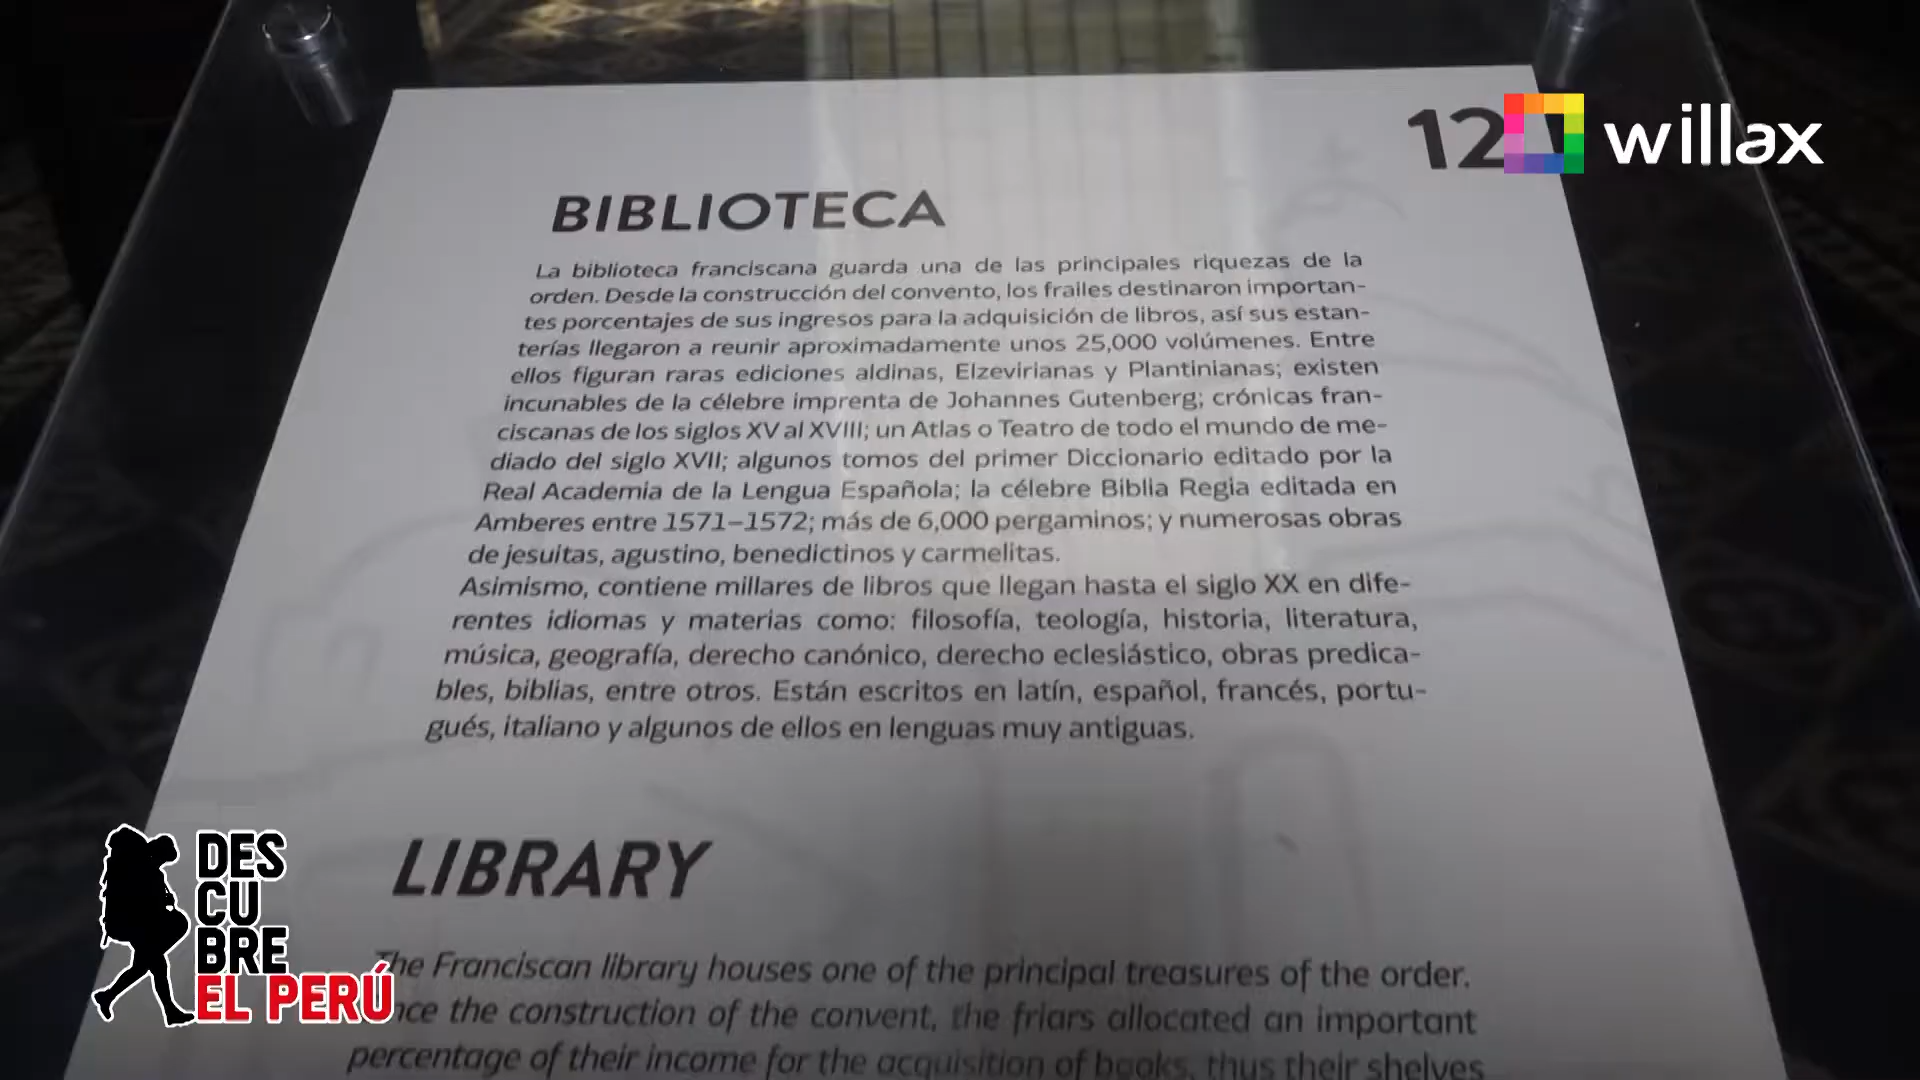 12
willax
BIBLIOTECA
La biblioteca franciscana guarda una de las principales riquezas de la
orden. Desde la construcción del convento, los frailes destinaron importan-
tes porcentajes de sus ingresos para la adquisición de libros, así sus estan-
terías llegaron a reunir aproximadamente unos 25,000 volúmenes. Entre
ellos figuran raras ediciones aldinas, Elzevirianas y Plantinianas; existen
incunables de la célebre imprenta de Johannes Gutenberg; crónicas fran-
ciscanas de los siglos XV al XVIII; un Atlas o Teatro de todo el mundo de me-
diado del siglo XVII; algunos tomos del primer Diccionario editado por la
Real Academia de la Lengua Española; la célebre Biblia Regia editada en
Amberes entre 1571–1572; más de 6,000 pergaminos; y numerosas obras
de jesuitas, agustino, benedictinos y carmelitas.
Asimismo, contiene millares de libros que llegan hasta el siglo XX en dife-
rentes idiomas y materias como: filosofía, teología, historia, literatura,
música, geografía, derecho canónico, derecho eclesiástico, obras predica-
bles, biblias, entre otros. Están escritos en latín, español, francés, portu-
gués, italiano y algunos de ellos en lenguas muy antiguas.
LIBRARY
The Franciscan library houses one of the principal treasures of the order.
the construction of the convent, the friars allocated an important
percentage of their income for the acquisition of books, thus their shelves
DES
CU
BRE
EL PERÚ